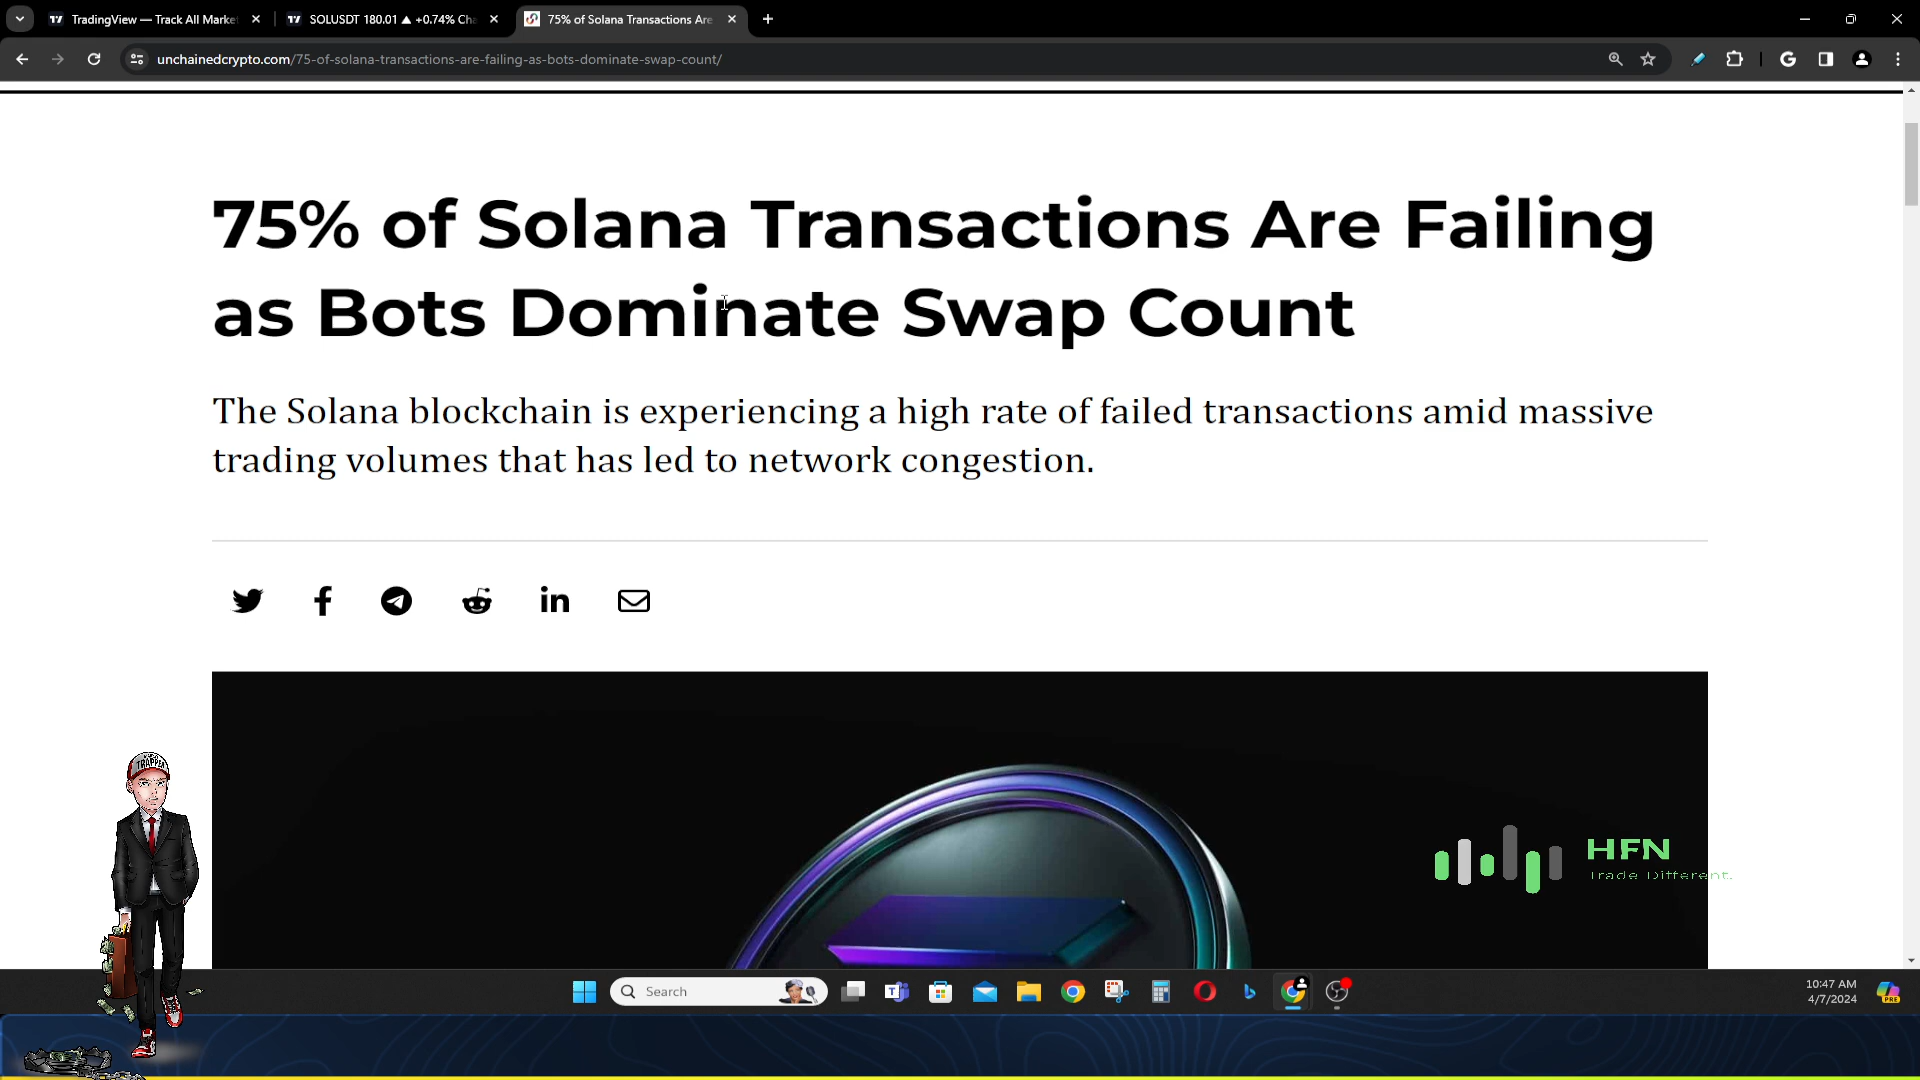 TradingView — Track All Marke
SOLUSDT 180.01 ▲ +0.74% Ch
75% of Solana Transactions Are
unchainedcrypto.com/75-of-solana-transactions-are-failing-as-bots-dominate-swap-count/
75% of Solana Transactions Are Failing
as Bots Dominate Swap Count
The Solana blockchain is experiencing a high rate of failed transactions amid massive
trading volumes that has led to network congestion.
TRAPPER
HFN
Trade Different.
Search
10:47 AM
4/7/2024
PRE